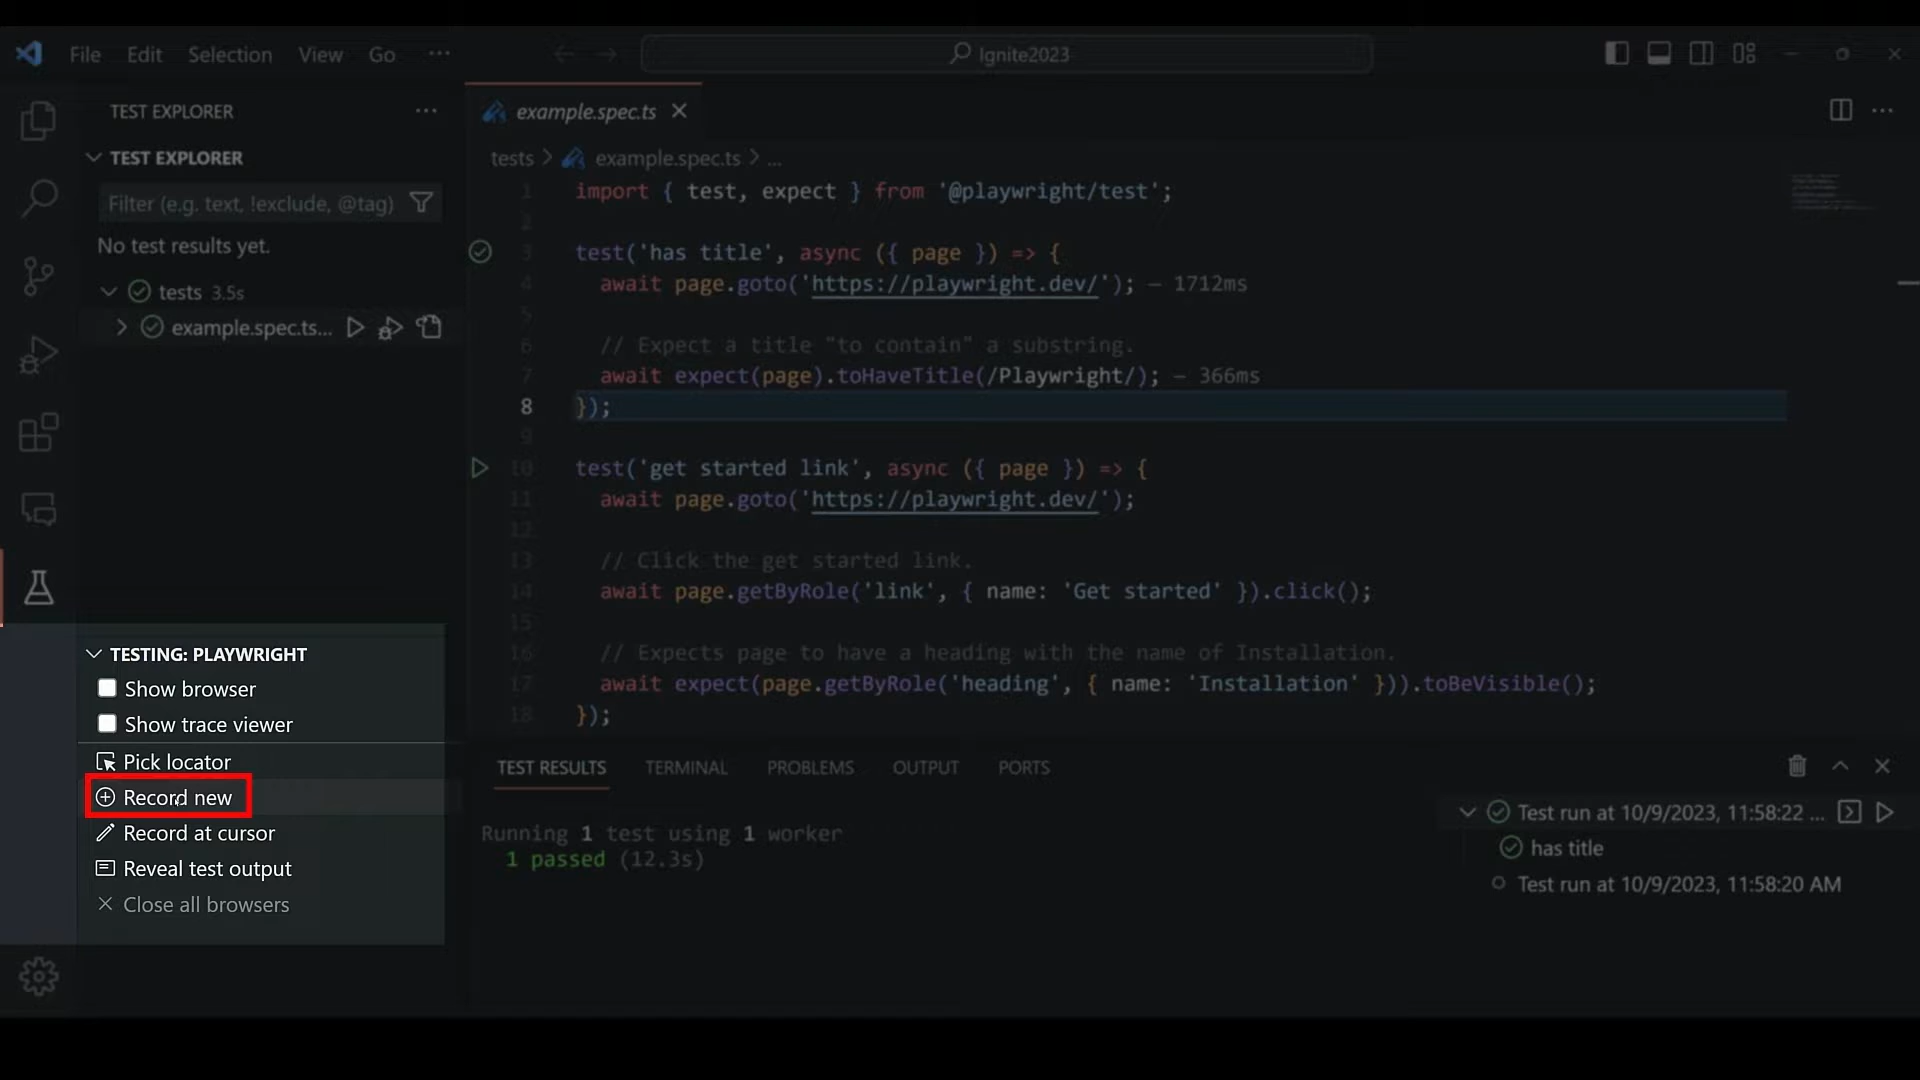 File Edit Selection View Go ··· Ignite2023
TEST EXPLORER
TEST EXPLORER
Filter (e.g. text, !exclude, @tag)
No test results yet.
tests 3.5s
example.spec.ts...
TESTING: PLAYWRIGHT
Show browser
Show trace viewer
Pick locator
Record new
Record at cursor
Reveal test output
Close all browsers
example.spec.ts
tests > example.spec.ts > ...
1 import { test, expect } from '@playwright/test';
2
3 test('has title', async ({ page }) => {
4 await page.goto('https://playwright.dev/'); — 1712ms
5
6 // Expect a title "to contain" a substring.
7 await expect(page).toHaveTitle(/Playwright/); — 366ms
8 });
9
10 test('get started link', async ({ page }) => {
11 await page.goto('https://playwright.dev/');
12
13 // Click the get started link.
14 await page.getByRole('link', { name: 'Get started' }).click();
15
16 // Expects page to have a heading with the name of Installation.
17 await expect(page.getByRole('heading', { name: 'Installation' })).toBeVisible();
18 });
TEST RESULTS TERMINAL PROBLEMS OUTPUT PORTS
Running 1 test using 1 worker
1 passed (12.3s)
Test run at 10/9/2023, 11:58:22 ...
has title
Test run at 10/9/2023, 11:58:20 AM